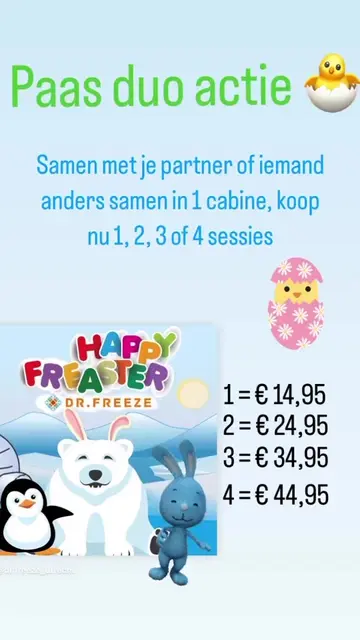 Paas duo actie
Samen met je partner of iemand
anders samen in 1 cabine, koop
nu 1, 2, 3 of 4 sessies
HAPPY
FREASTER
DR.FREEZE
1 = € 14,95
2 = € 24,95
3 = € 34,95
4 = € 44,95